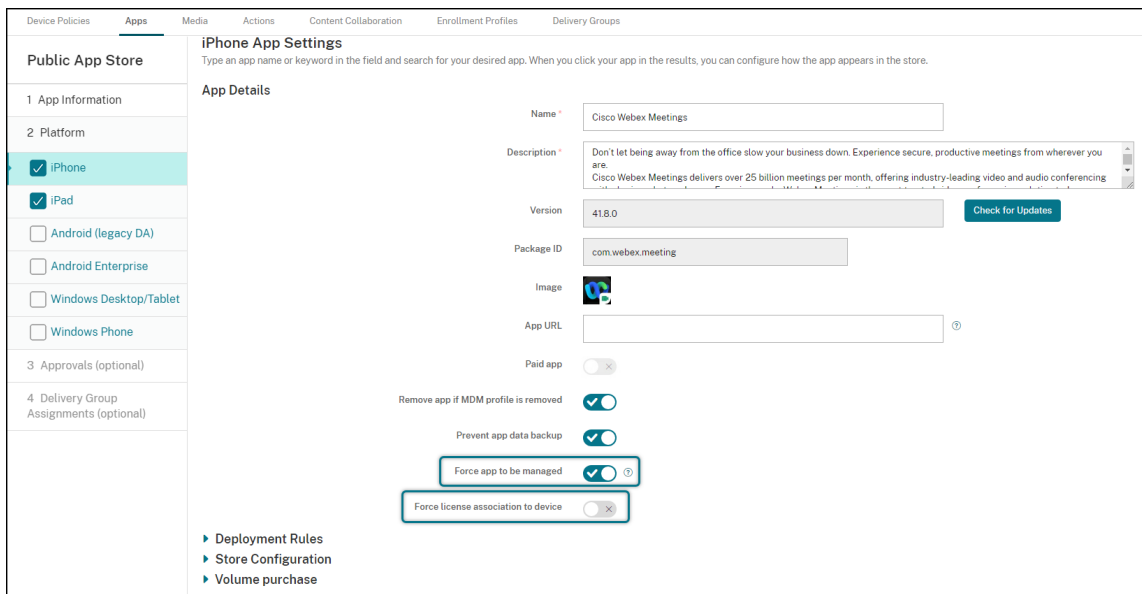 Device Policies Apps Media Actions Content Collaboration Enrollment Profiles Delivery Groups
Public App Store
1 App Information
2 Platform
iPhone
iPad
Android (legacy DA)
Android Enterprise
Windows Desktop/Tablet
Windows Phone
3 Approvals (optional)
4 Delivery Group
Assignments (optional)
iPhone App Settings
Type an app name or keyword in the field and search for your desired app. When you click your app in the results, you can configure how the app appears in the store.
App Details
Name * Cisco Webex Meetings
Description * Don't let being away from the office slow your business down. Experience secure, productive meetings from wherever you
are.
Cisco Webex Meetings delivers over 25 billion meetings per month, offering industry-leading video and audio conferencing
Version 41.8.0 Check for Updates
Package ID com.webex.meeting
Image
App URL
Paid app
Remove app if MDM profile is removed
Prevent app data backup
Force app to be managed
Force license association to device
Deployment Rules
Store Configuration
Volume purchase